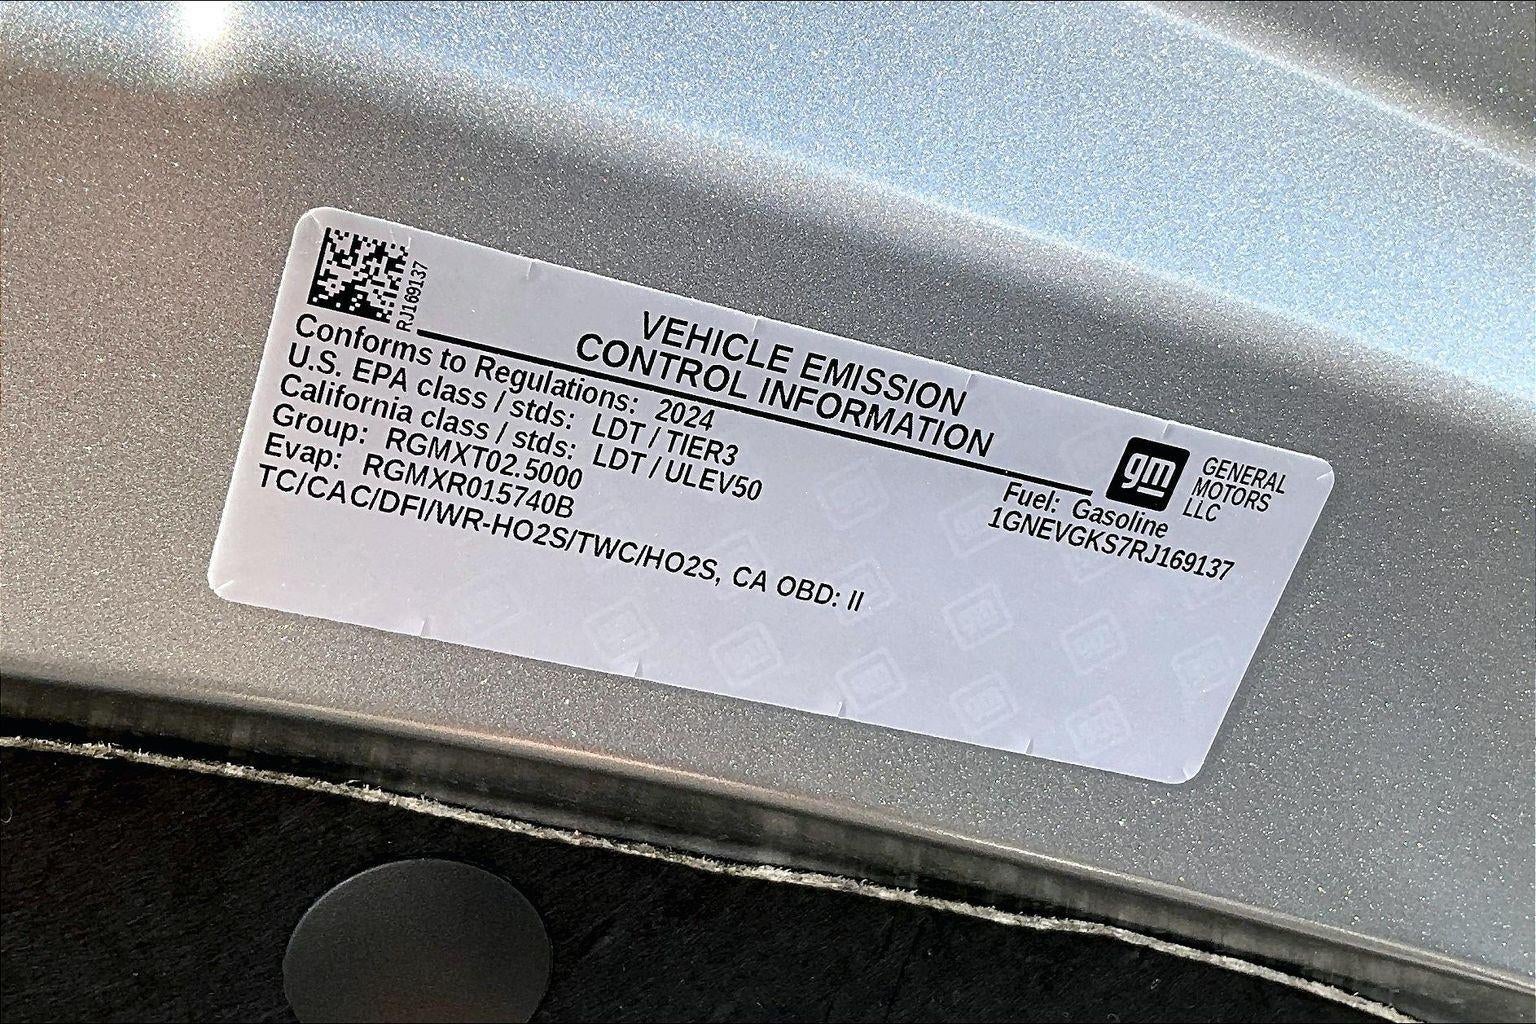 RJ169137
VEHICLE EMISSION
CONTROL INFORMATION
gm
GENERAL
MOTORS
LLC
Conforms to Regulations: 2024
U.S. EPA class / stds: LDT / TIER3
California class / stds: LDT / ULEV50
Group: RGMXT02.5000
Evap: RGMXR015740B
TC/CAC/DFI/WR-HO2S/TWC/HO2S, CA OBD: II
Fuel: Gasoline
1GNEVGKS7RJ169137